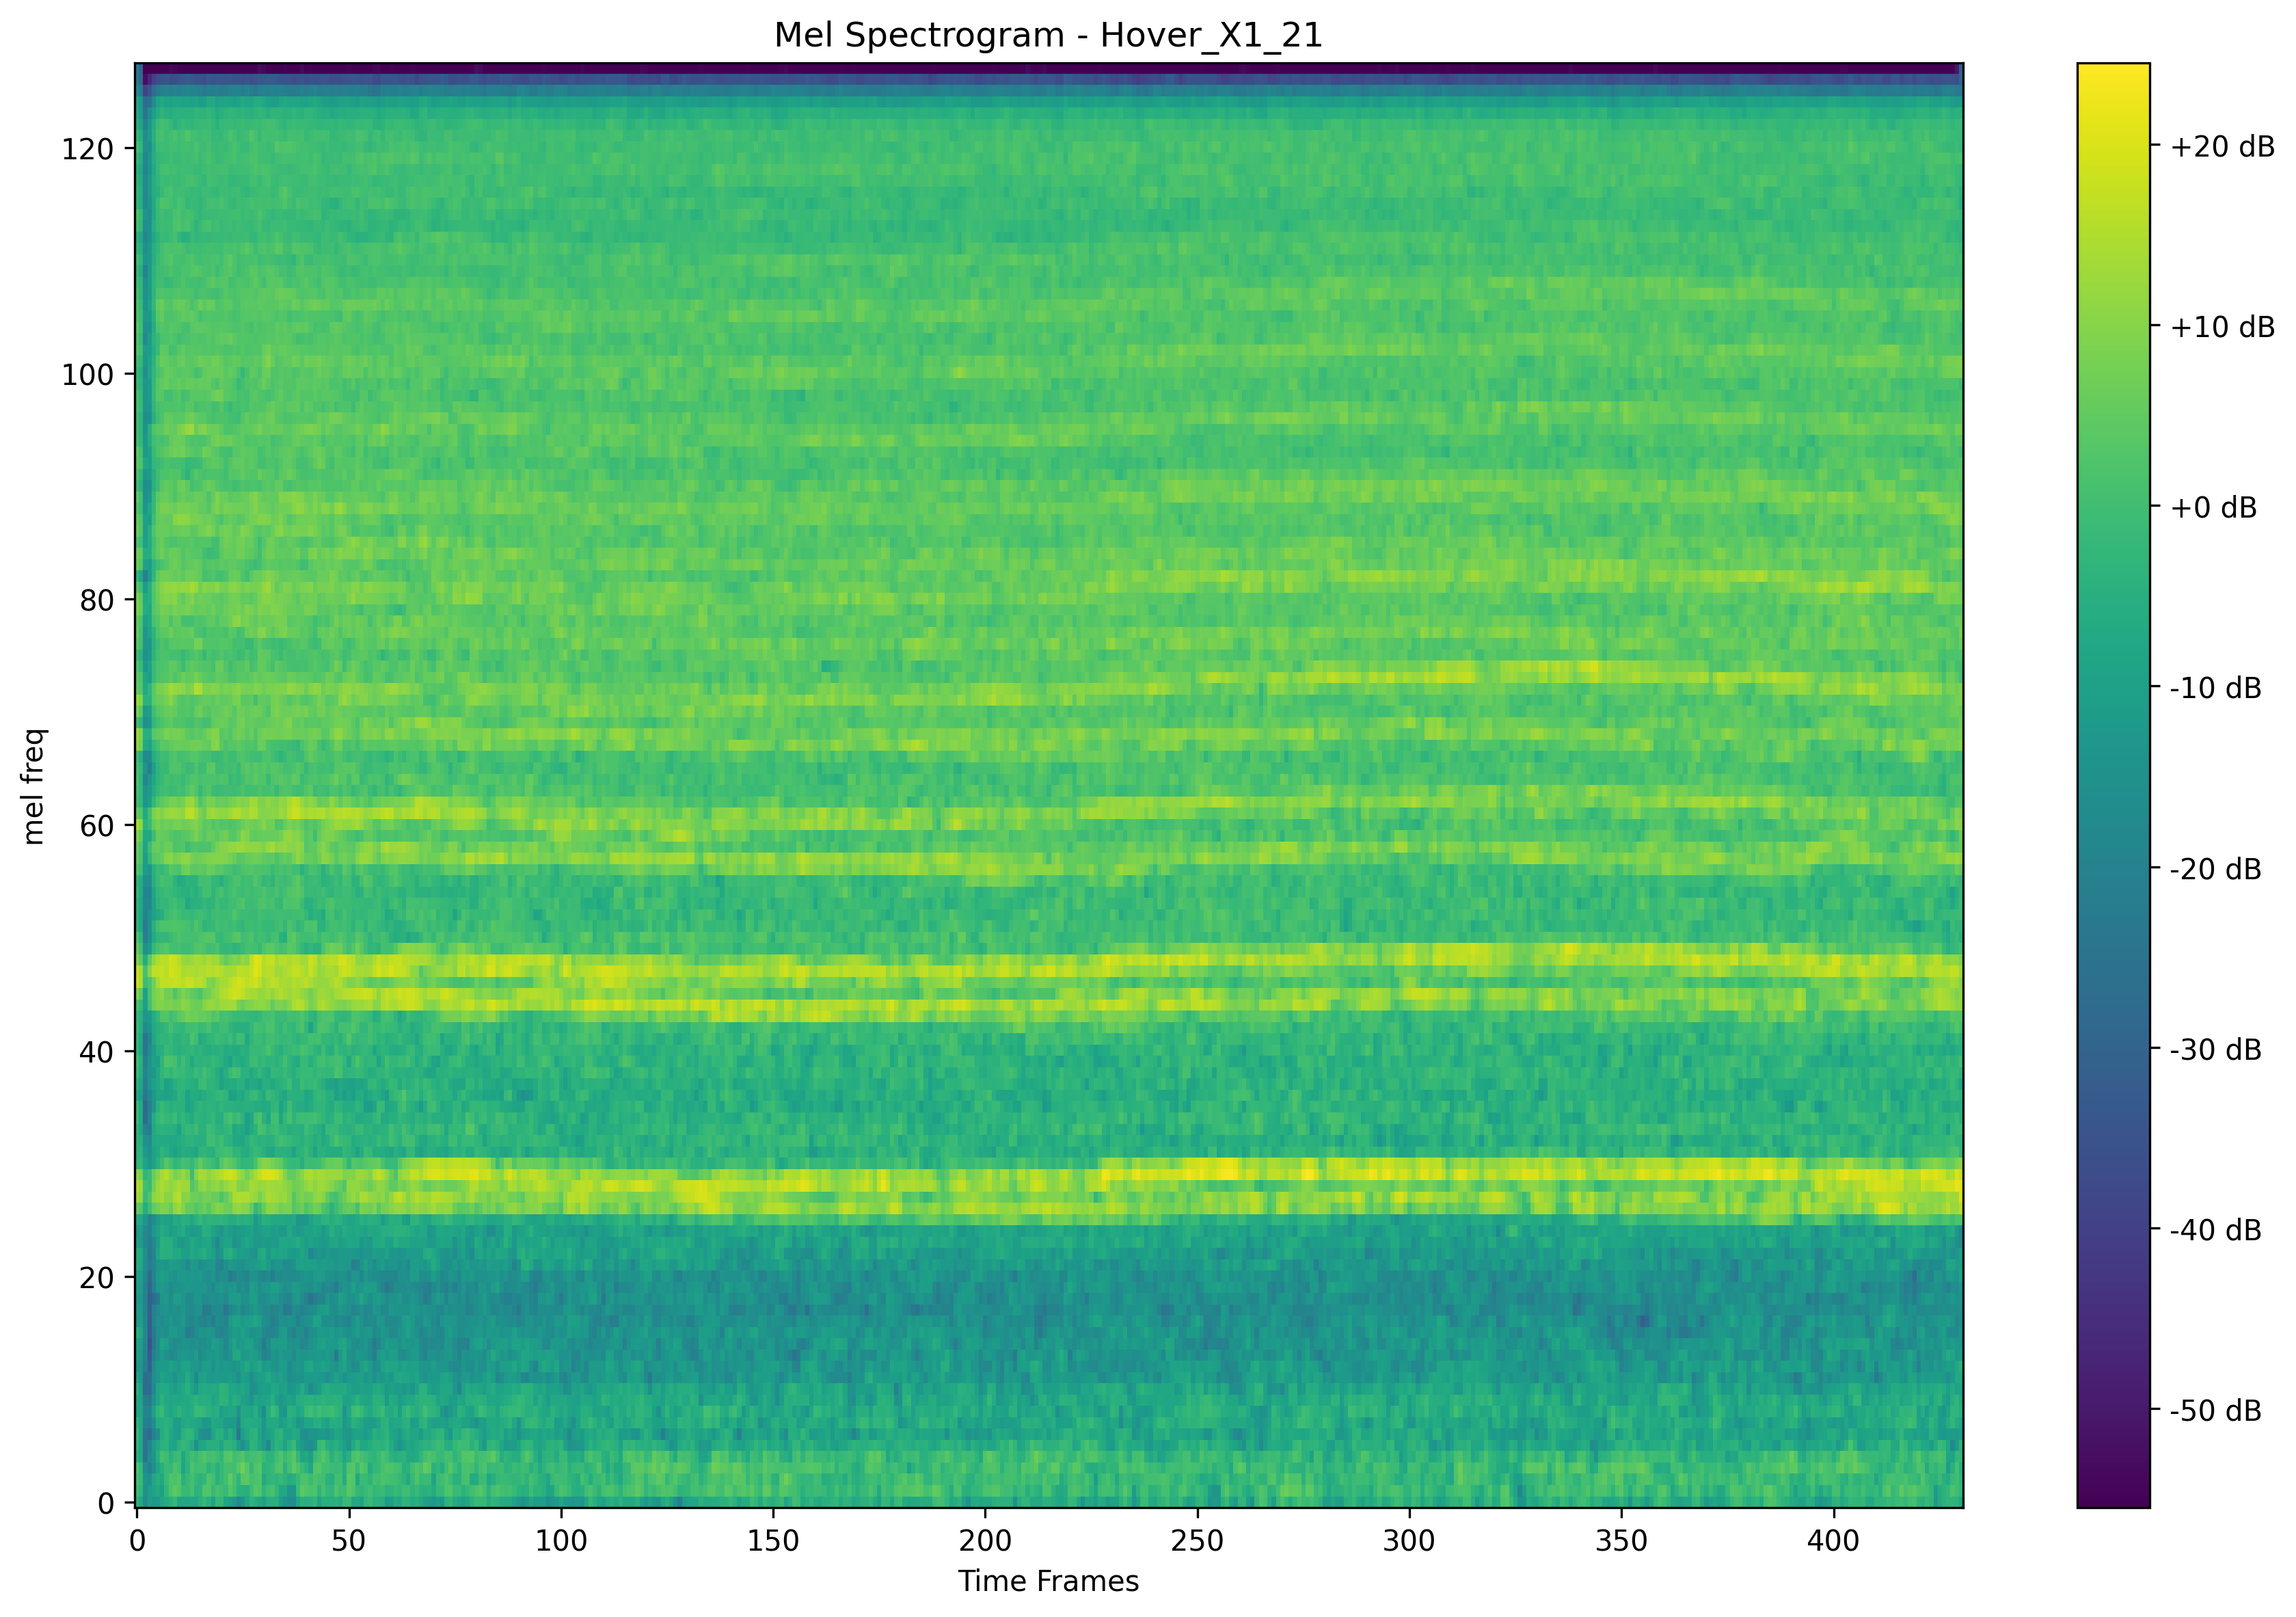 Mel Spectrogram - Hover_X1_21
mel freq
120
100
80
60
40
20
0
0 50 100 150 200 250 300 350 400
Time Frames
+20 dB
+10 dB
+0 dB
-10 dB
-20 dB
-30 dB
-40 dB
-50 dB